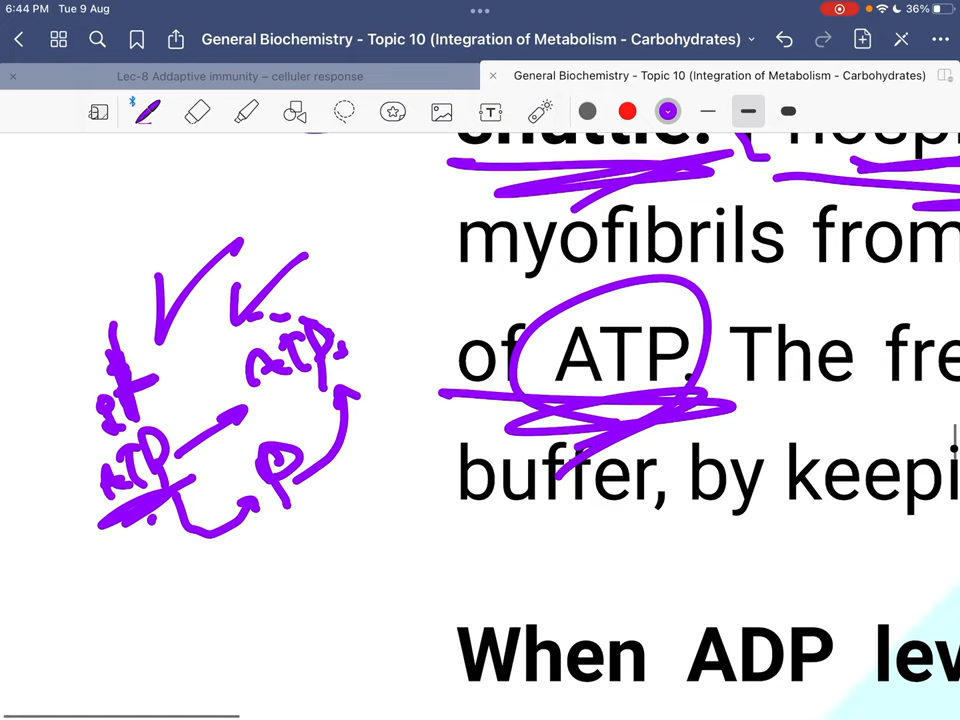 6:44 PM Tue 9 Aug
36%
General Biochemistry - Topic 10 (Integration of Metabolism - Carbohydrates)
Lec-8 Addaptive immunity – celluler response
General Biochemistry - Topic 10 (Integration of Metabolism - Carbohydrates)
shuttle.
myofibrils from
of ATP. The fre
buffer, by keepi
When ADP lev
ATP
ATP
P